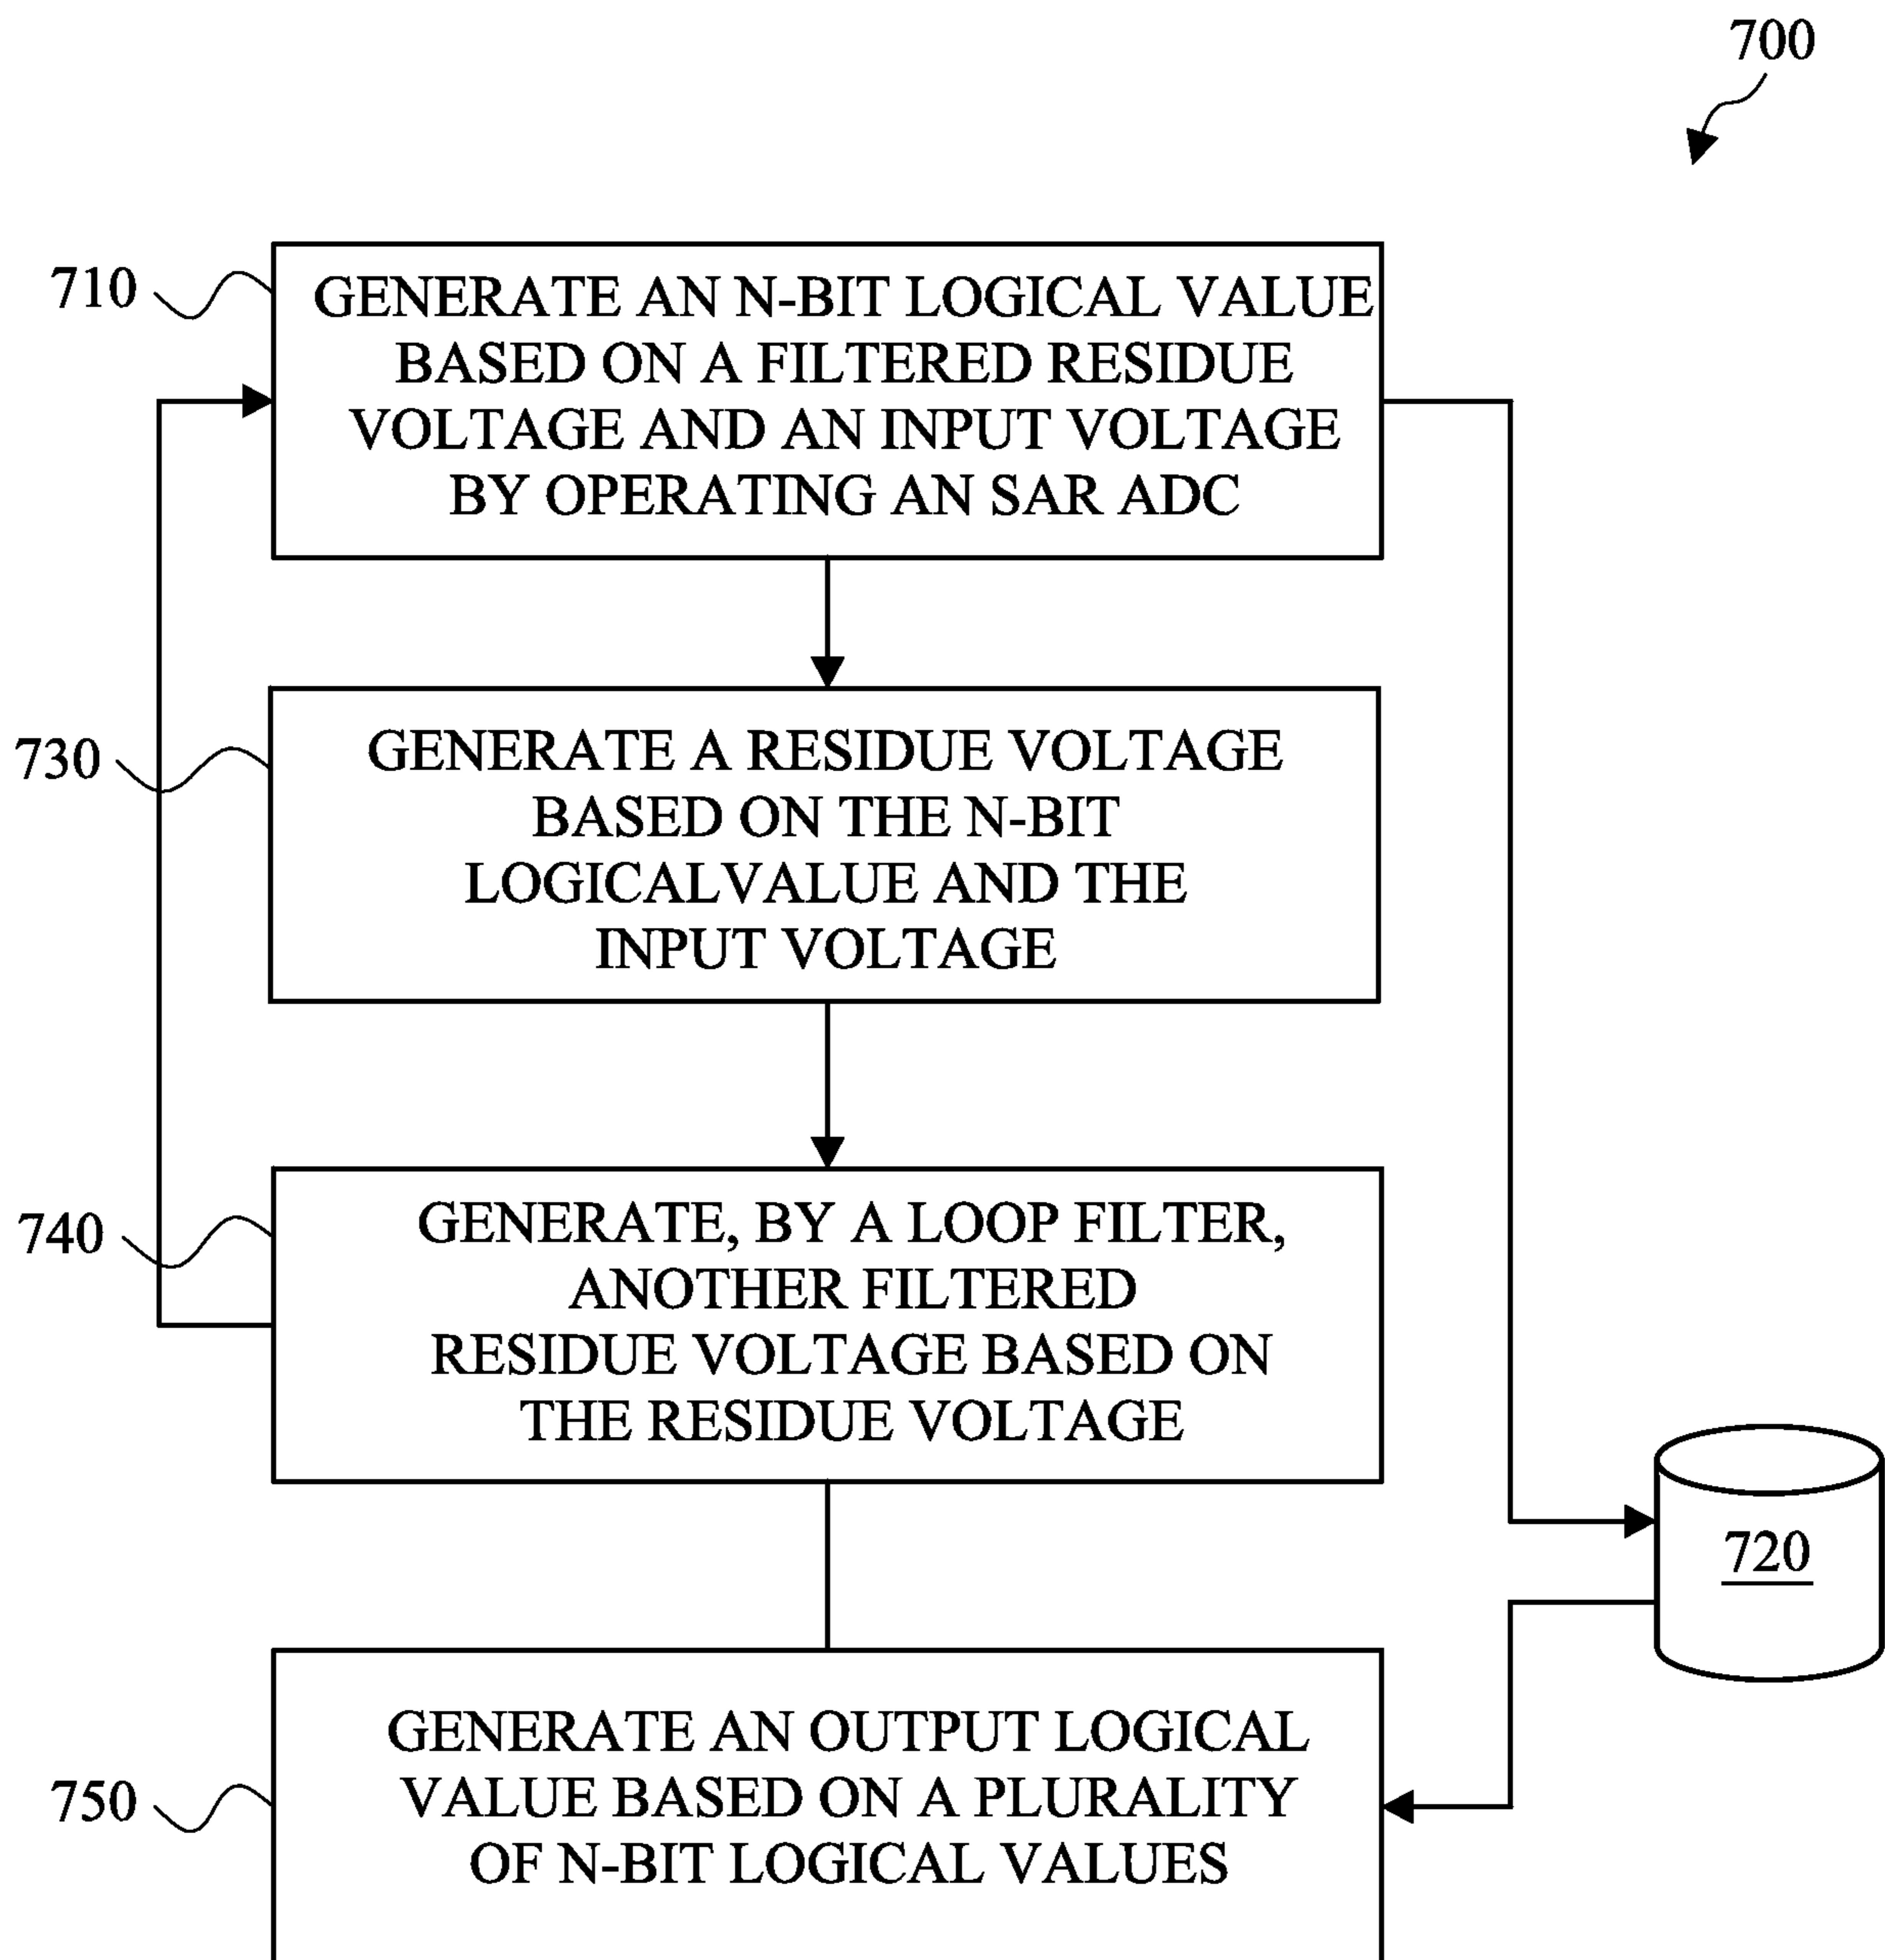 700
710
GENERATE AN N-BIT LOGICAL VALUE
BASED ON A FILTERED RESIDUE
VOLTAGE AND AN INPUT VOLTAGE
BY OPERATING AN SAR ADC
730
GENERATE A RESIDUE VOLTAGE
BASED ON THE N-BIT
LOGICALVALUE AND THE
INPUT VOLTAGE
740
GENERATE, BY A LOOP FILTER,
ANOTHER FILTERED
RESIDUE VOLTAGE BASED ON
THE RESIDUE VOLTAGE
720
750
GENERATE AN OUTPUT LOGICAL
VALUE BASED ON A PLURALITY
OF N-BIT LOGICAL VALUES